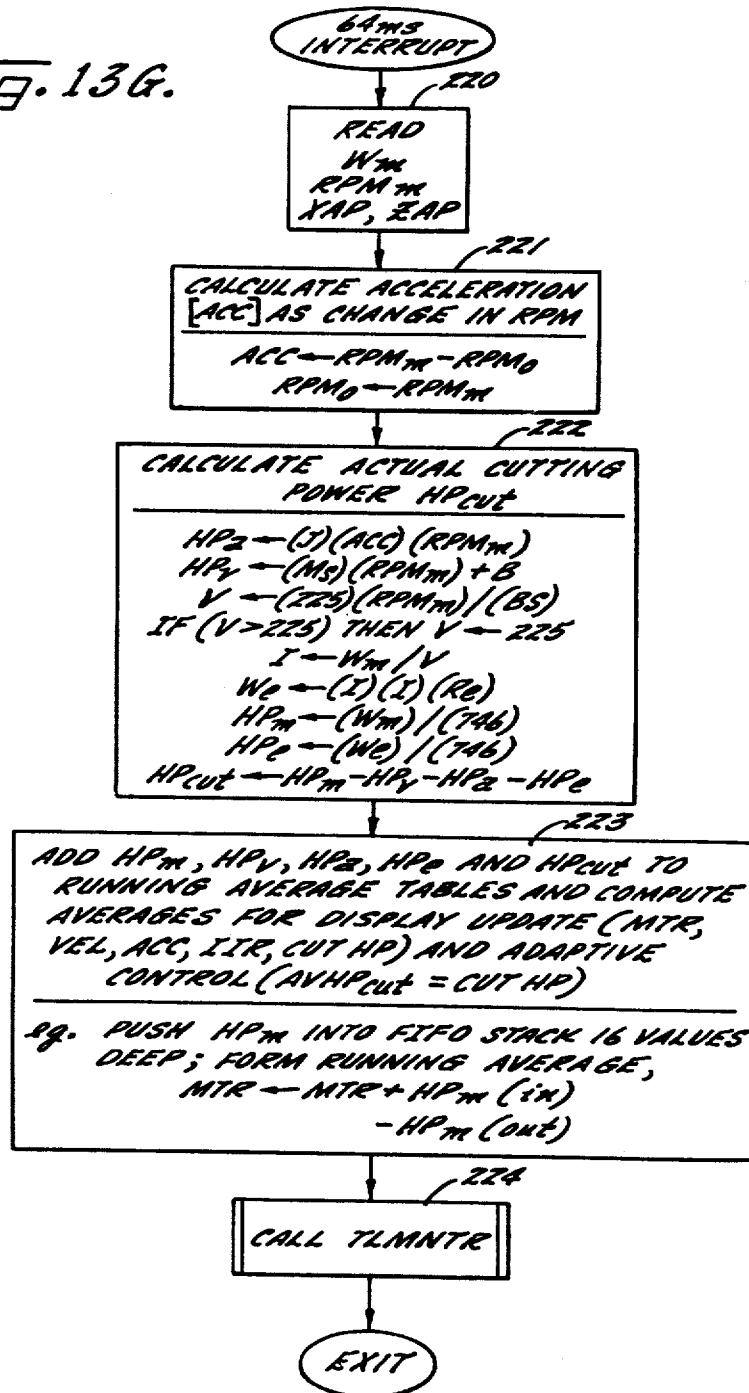 Fig. 13G.
64ms
INTERRUPT
220
READ
Wm
RPMm
XAP, ZAP
221
CALCULATE ACCELERATION
[ACC] AS CHANGE IN RPM
ACC ← RPMm - RPMo
RPMo ← RPMm
222
CALCULATE ACTUAL CUTTING
POWER HPcut
HPa ← (J)(ACC)(RPMm)
HPv ← (Ms)(RPMm) + B
V ← (225)(RPMm)/(BS)
IF (V>225) THEN V ← 225
I ← Wm/V
We ← (I)(I)(Re)
HPm ← (Wm)/(746)
HPe ← (We)/(746)
HPcut ← HPm - HPv - HPa - HPe
223
ADD HPm, HPv, HPa, HPe AND HPcut TO
RUNNING AVERAGE TABLES AND COMPUTE
AVERAGES FOR DISPLAY UPDATE (MTR,
VEL, ACC, IIR, CUT HP) AND ADAPTIVE
CONTROL (AVHPcut = CUT HP)
eg. PUSH HPm INTO FIFO STACK 16 VALUES
DEEP; FORM RUNNING AVERAGE,
MTR ← MTR + HPm (in)
- HPm (out)
224
CALL TLMNTR
EXIT